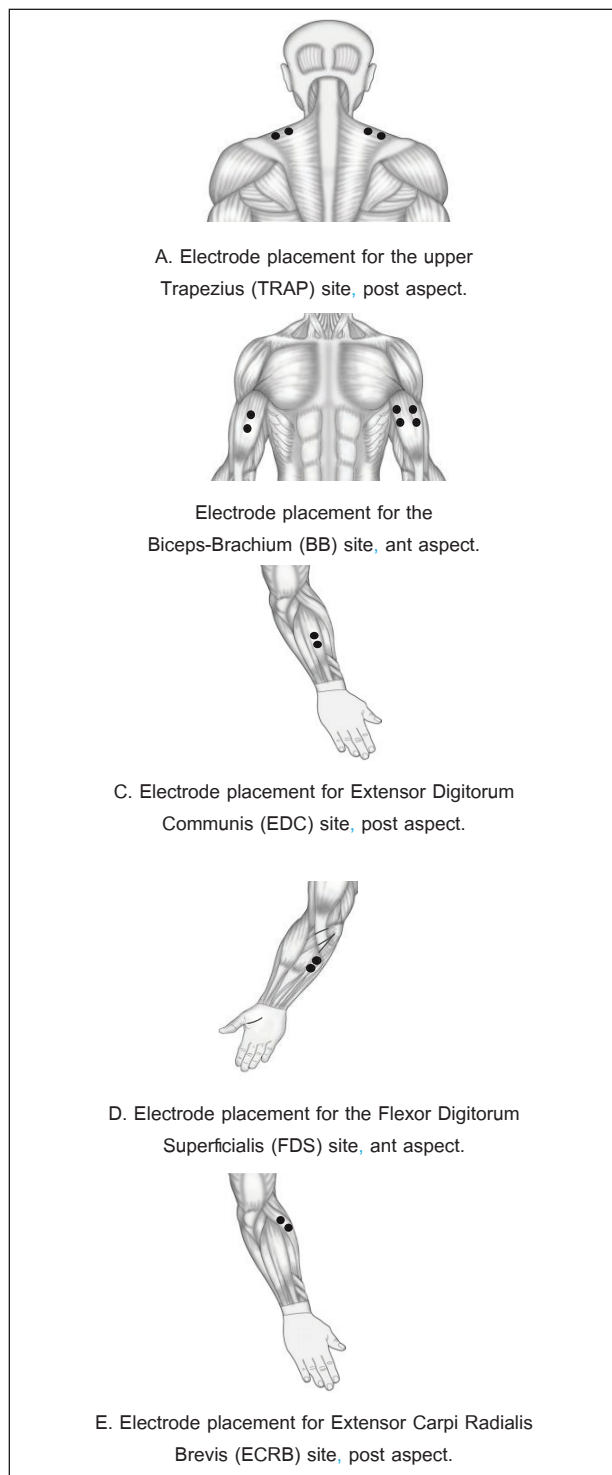 A. Electrode placement for the upper
Trapezius (TRAP) site, post aspect.
Electrode placement for the
Biceps-Brachium (BB) site, ant aspect.
C. Electrode placement for Extensor Digitorum
Communis (EDC) site, post aspect.
D. Electrode placement for the Flexor Digitorum
Superficialis (FDS) site, ant aspect.
E. Electrode placement for Extensor Carpi Radialis
Brevis (ECRB) site, post aspect.